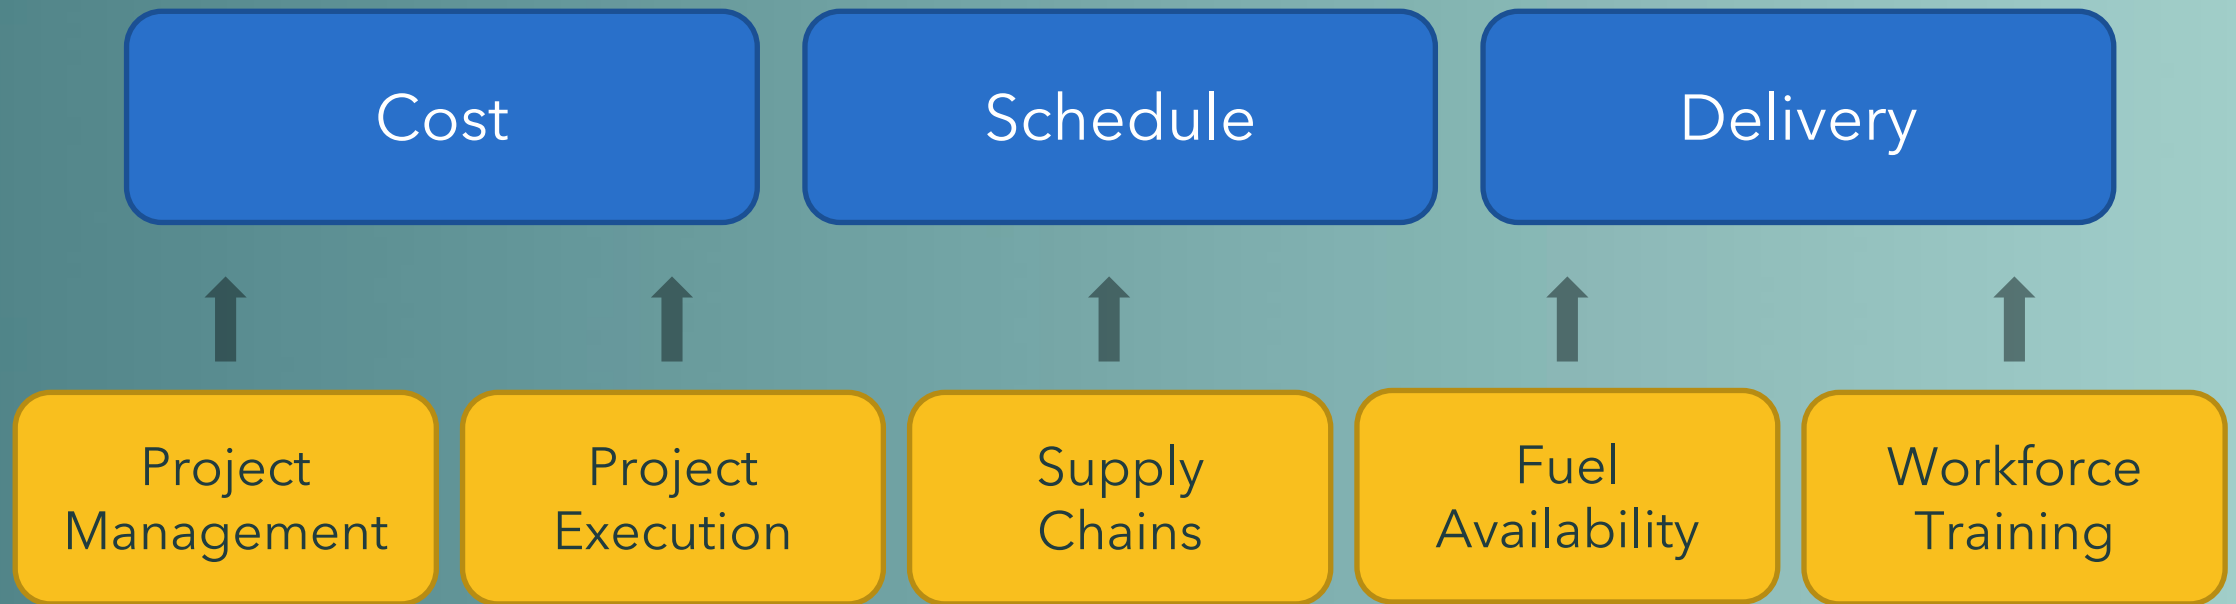 Cost
Schedule
Delivery
Project
Management
Project
Execution
Supply
Chains
Fuel
Availability
Workforce
Training